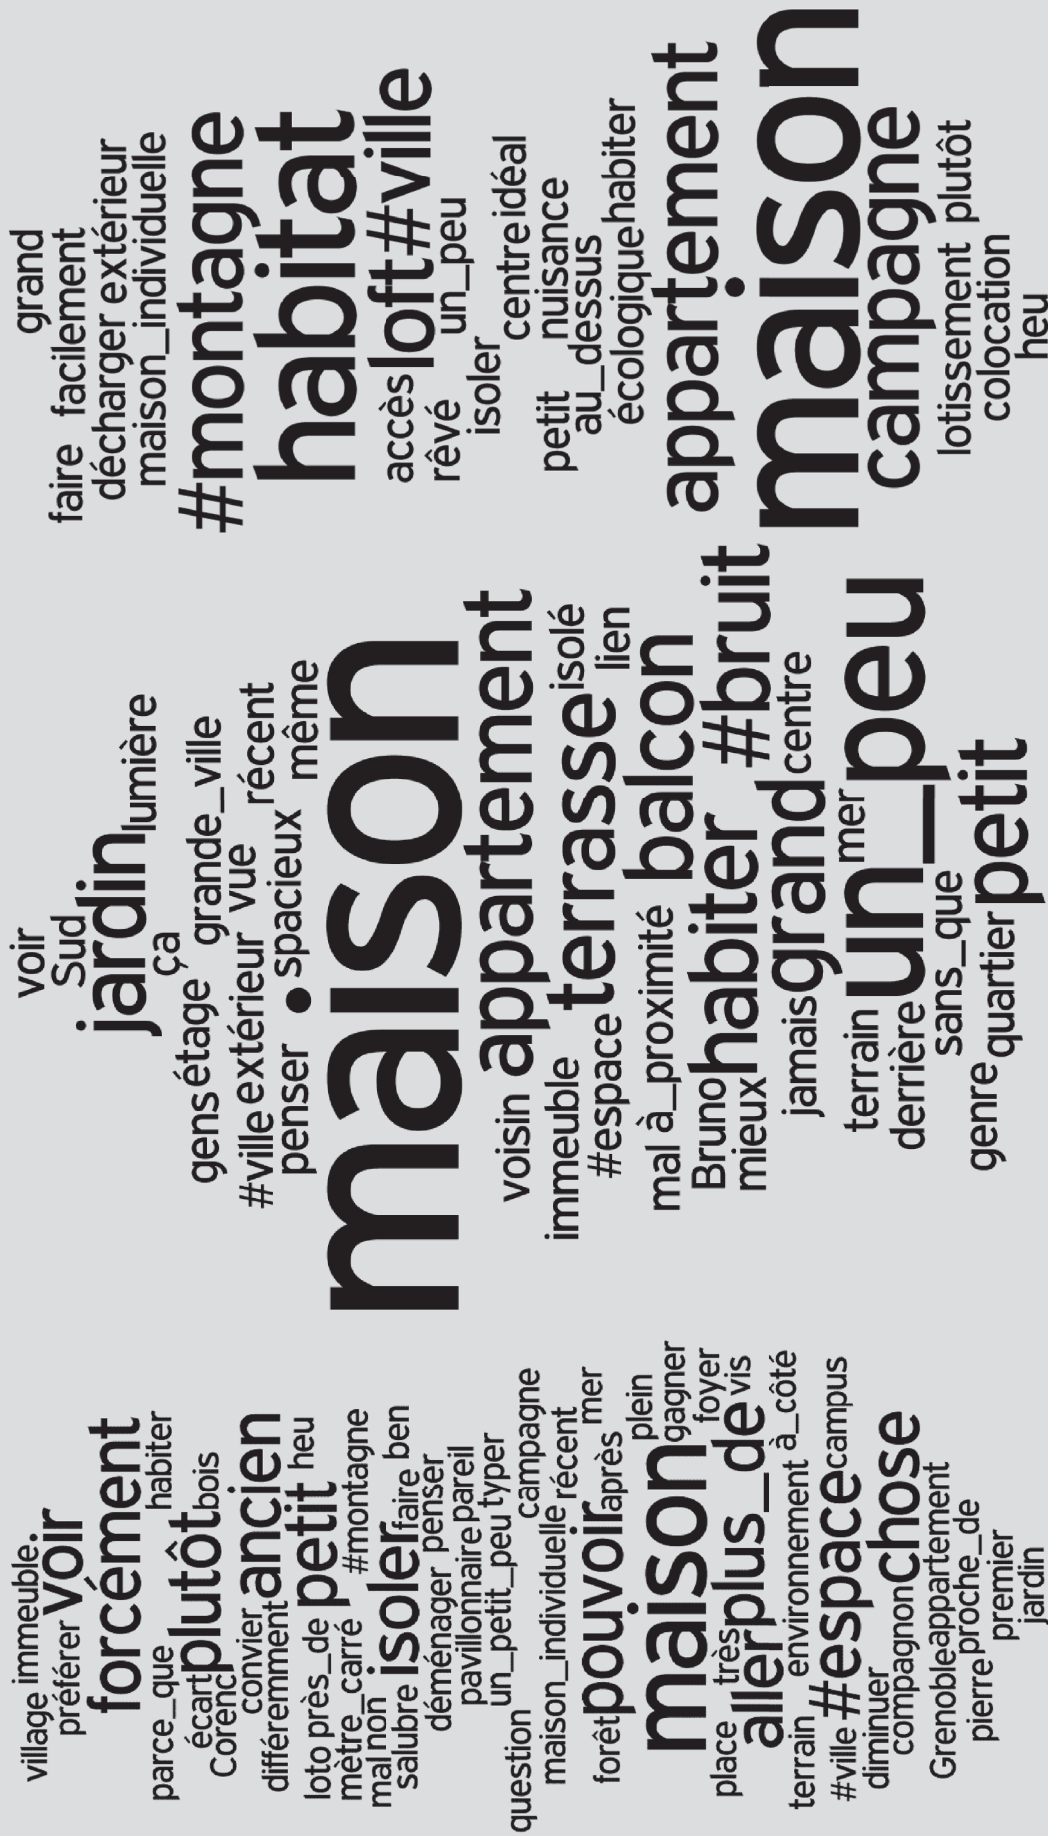 village immeuble
préférer voir
forcément
parce_que habiter
écart plutôt bois
Corenc
convier ancien
différemment
loto près_de petit heu
mètre_carré #montagne
mal non isoler faire ben
salubre
déménager penser
pavillonnaire pareil
un_petit_peu typer
question campagne
maison_individuelle récent
forêt pouvoir après mer
plein
maison gagner
place très plus_de foyer
aller vis
terrain environnement à_côté
#ville #espace campus
diminuer
compagnon chose
Grenoble appartement
pierre proche_de
premier
jardin
voir
Sud
jardin lumière
ça
gens étage grande_ville
#ville extérieur vue récent
penser spacieux même
maison
voisin appartement
immeuble terrasse isolé
#espace lien
mal à_proximité balcon
Bruno habiter #bruit
mieux
jamais grand centre
terrain un_peu mer
derrière
sans_que
genre quartier petit
grand
faire facilement
décharger extérieur
maison_individuelle
#montagne
habitat
accès loft #ville
rêvé un_peu
isoler
centre idéal
petit nuisance
au_dessus
écologique habiter
appartement
maison
campagne
lotissement plutôt
colocation
heu